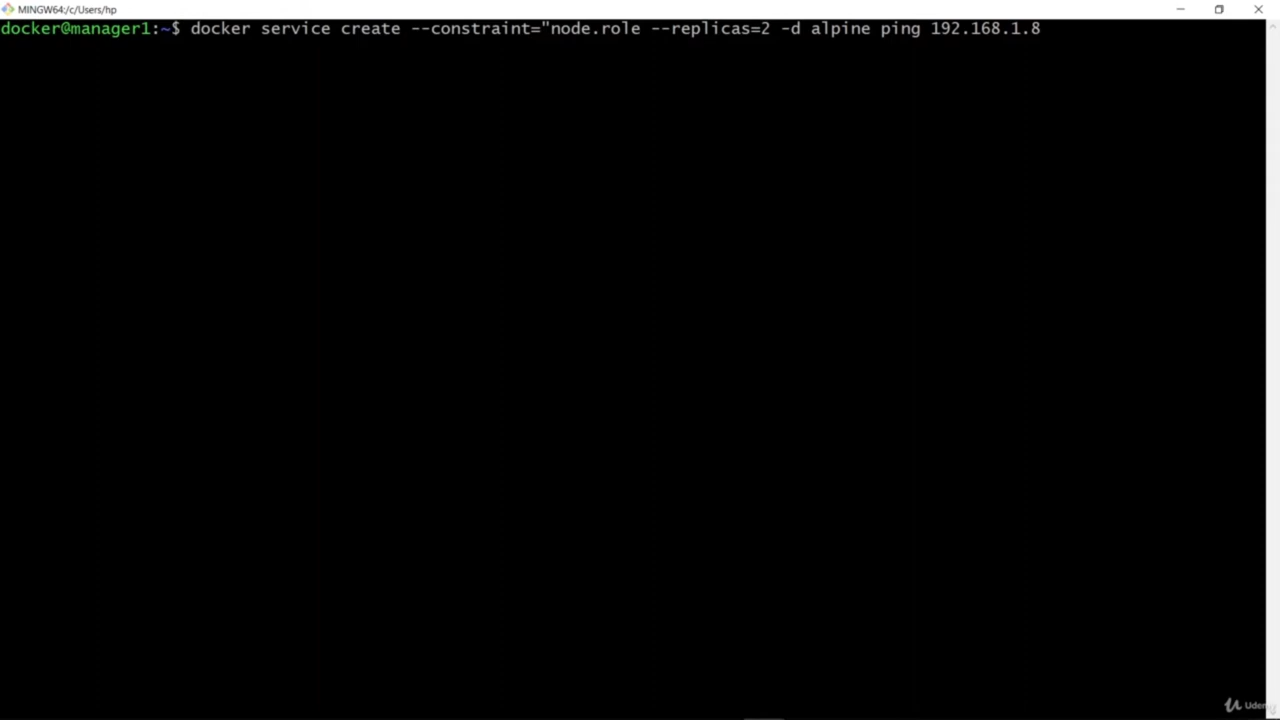 MINGW64:/c/Users/hp
docker@manager1:~$ docker service create --constraint="node.role --replicas=2 -d alpine ping 192.168.1.8